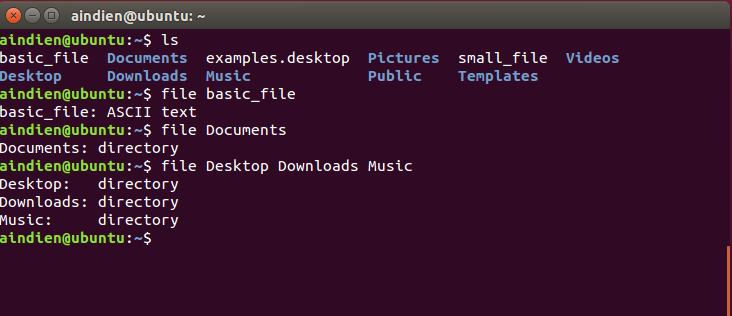 aindien@ubuntu: ~
aindien@ubuntu:~$ ls
basic_file  Documents  examples.desktop  Pictures  small_file  Videos
Desktop     Downloads  Music             Public    Templates
aindien@ubuntu:~$ file basic_file
basic_file: ASCII text
aindien@ubuntu:~$ file Documents
Documents: directory
aindien@ubuntu:~$ file Desktop Downloads Music
Desktop:   directory
Downloads: directory
Music:     directory
aindien@ubuntu:~$